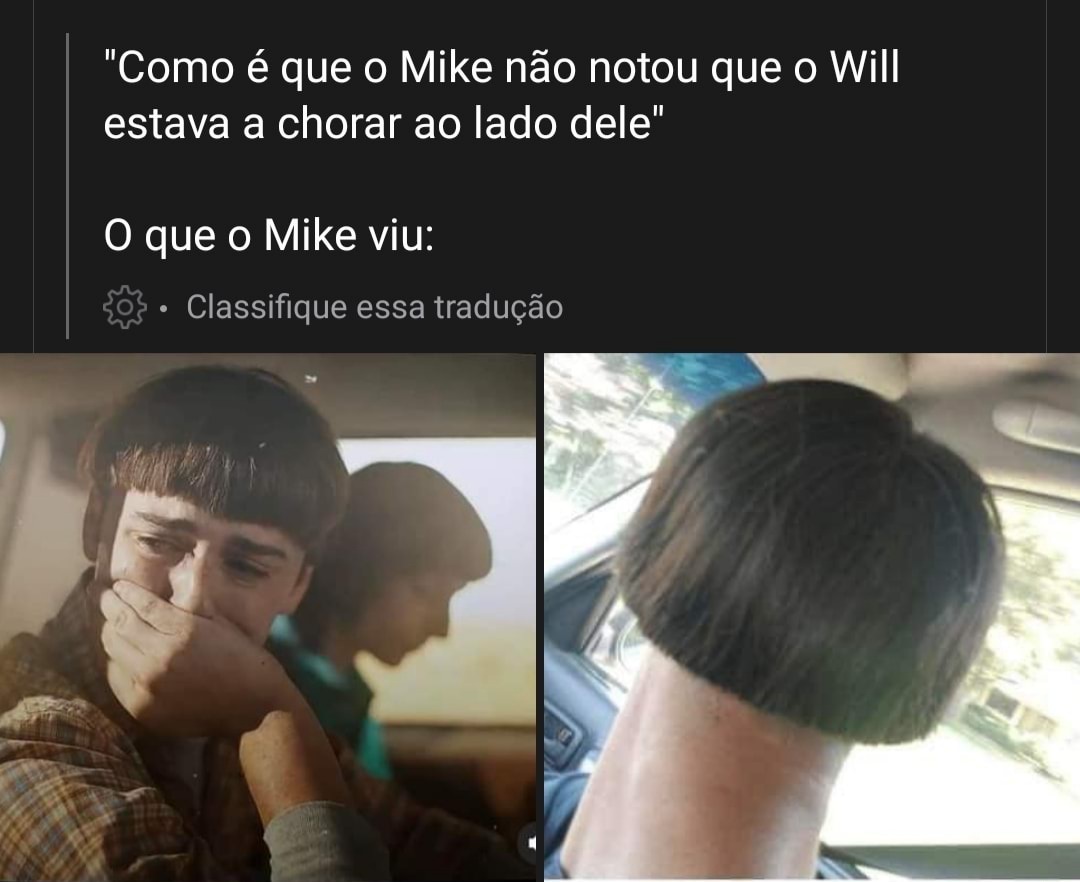 "Como é que o Mike não notou que o Will
estava a chorar ao lado dele"
O que o Mike viu:
• Classifique essa tradução